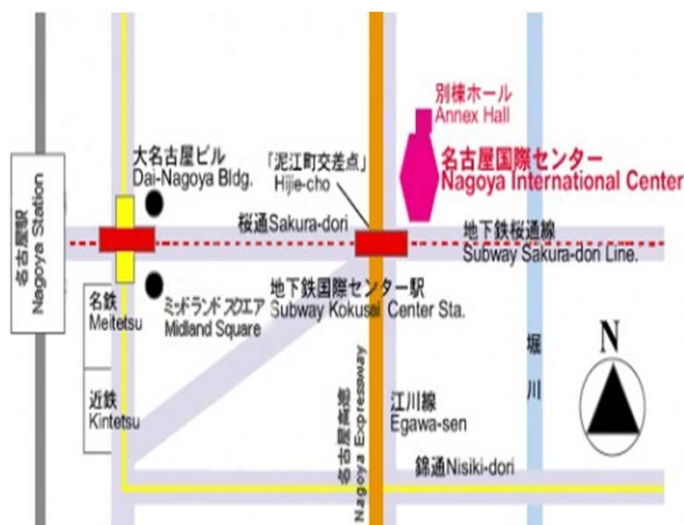 別棟ホール
Annex Hall
名古屋国際センター
Nagoya International Center
大名古屋ビル
Dai-Nagoya Bldg.
「泥江町交差点」
Hijie-cho
名古屋駅
Nagoya Station
桜通Sakura-dori
地下鉄桜通線
Subway Sakura-don Line.
名鉄
Meitetsu
ミッドランド スクエア
Midland Square
地下鉄国際センター駅
Subway Kokusai Center Sta.
N
堀川
近鉄
Kintetsu
名古屋高速
Nagoya Expressway
江川線
Egawa-sen
錦通Nisiki-dori